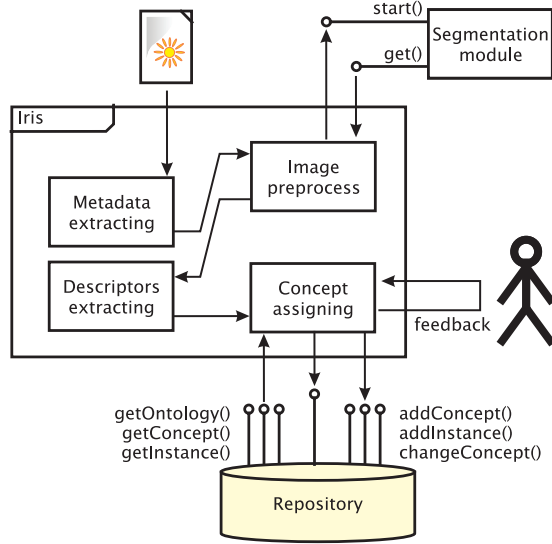 start()
Segmentation
module
get()
Iris
Image
preprocess
Metadata
extracting
Descriptors
extracting
Concept
assigning
feedback
getOntology()
getConcept()
getInstance()
addConcept()
addInstance()
changeConcept()
Repository